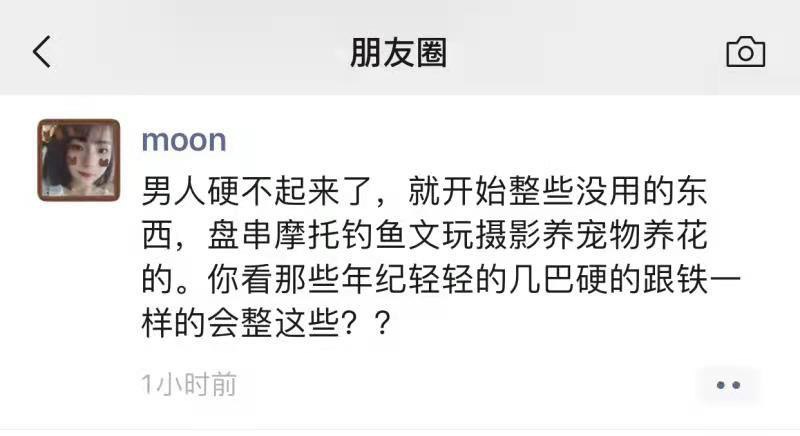 朋友圈
moon
男人硬不起来了，就开始整些没用的东
西，盘串摩托钓鱼文玩摄影养宠物养花
的。你看那些年纪轻轻的几巴硬的跟铁一
样的会整这些？？
1小时前